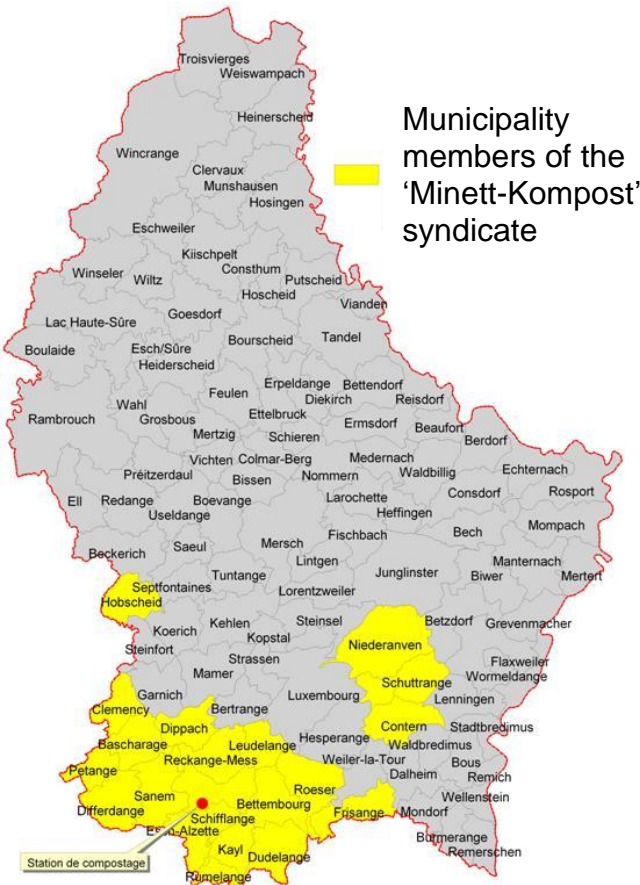 Troisvierges
Weiswampach
Heinerscheid
Municipality
members of the
‘Minett-Kompost’
syndicate
Wincrange
Clervaux
Munshausen
Hosingen
Eschweiler
Kiischpelt
Winseler Wiltz Consthum Putscheid
Hoscheid
Vianden
Goesdorf
Lac Haute-Sûre
Bourscheid Tandel
Boulaide Esch/Sûre
Heiderscheid
Erpeldange Bettendorf
Feulen Diekirch Reisdorf
Wahl
Rambrouch Grosbous Ettelbruck Ermsdorf Beaufort
Mertzig Schieren Berdorf
Vichten Colmar-Berg Medernach
Préitzerdaul Bissen Nommern Waldbillig Echternach
Ell Redange Boevange Larochette Consdorf Rosport
Useldange Heffingen
Fischbach Bech Mompach
Beckerich Saeul Mersch
Lintgen Manternach
Tuntange Junglinster Biwer Mertert
Septfontaines Lorentzweiler
Hobscheid
Koerich Kehlen Steinsel Betzdorf Grevenmacher
Kopstal
Steinfort Niederanven
Strassen Flaxweiler
Mamer Schuttrange Wormeldange
Garnich Luxembourg Lenningen
Clemency Bertrange
Dippach Contern Stadtbredimus
Bascharage Leudelange Hesperange Waldbredimus
Reckange-Mess Weiler-la-Tour Bous
Petange Dalheim Remich
Sanem Roeser Wellenstein
Differdange Bettembourg
Schifflange Frisange Mondorf
Esch-Alzette Burmerange
Kayl Dudelange Remerschen
Station de compostage
Rumelange